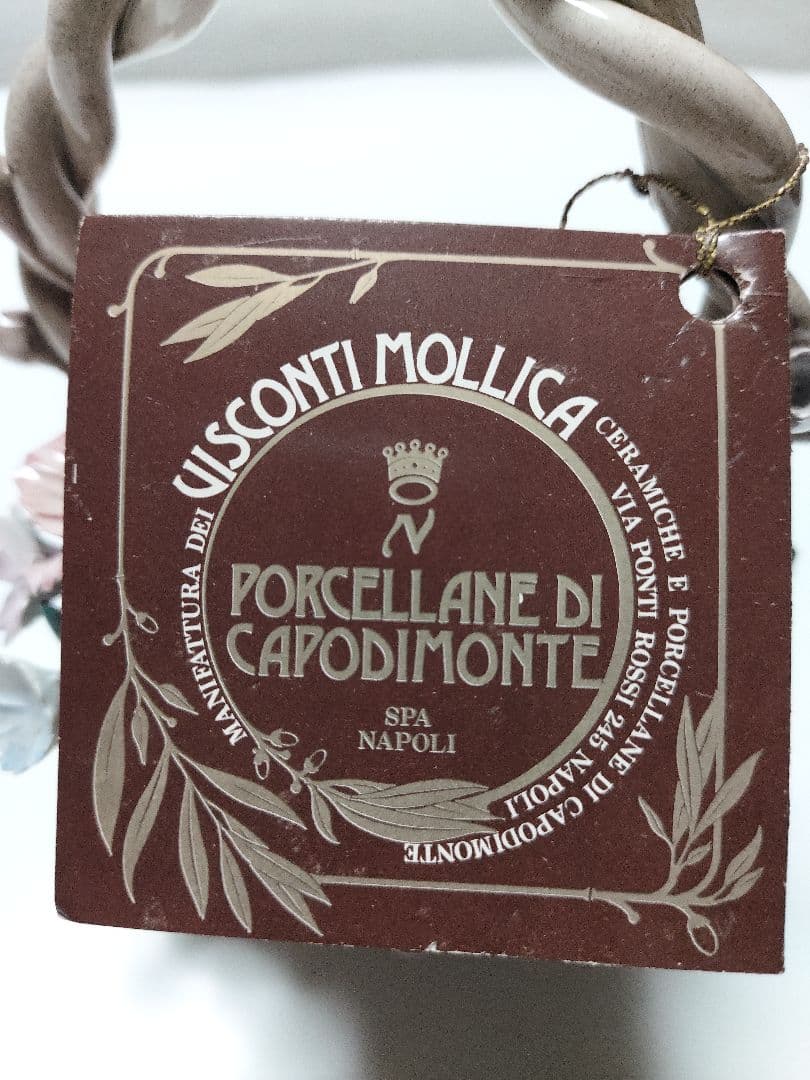 MANIFATTURA DEI VISCONTI MOLLICA
CERAMICHE E PORCELLANE DI CAPODIMONTE
VIA PONTI ROSSI 245 NAPOLI
N
PORCELLANE DI
CAPODIMONTE
SPA
NAPOLI